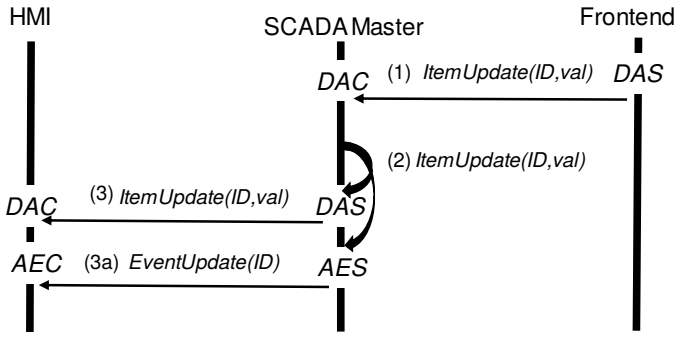 HMI
SCADA Master
Frontend
DAC
(1) ItemUpdate(ID,val)
DAS
(2) ItemUpdate(ID,val)
DAC
(3) ItemUpdate(ID,val)
DAS
AEC
(3a) EventUpdate(ID)
AES